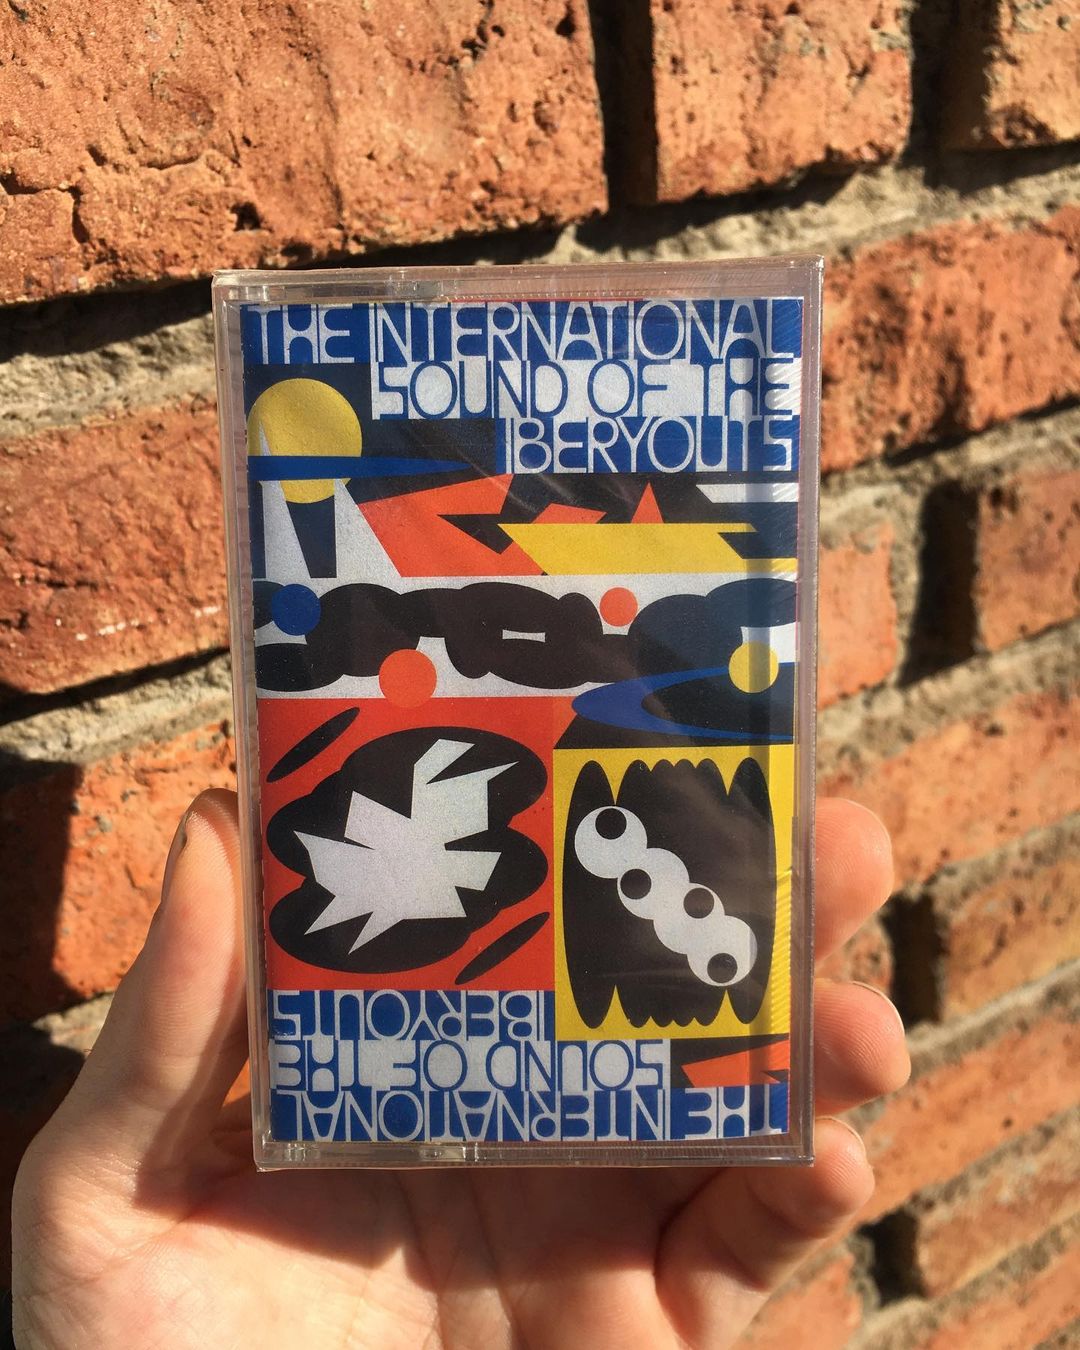 THE INTERNATIONAL
SOUND OF THE
IBERYOUTS
IBERYOUTS
SOUND OF THE
THE INTERNATIONAL